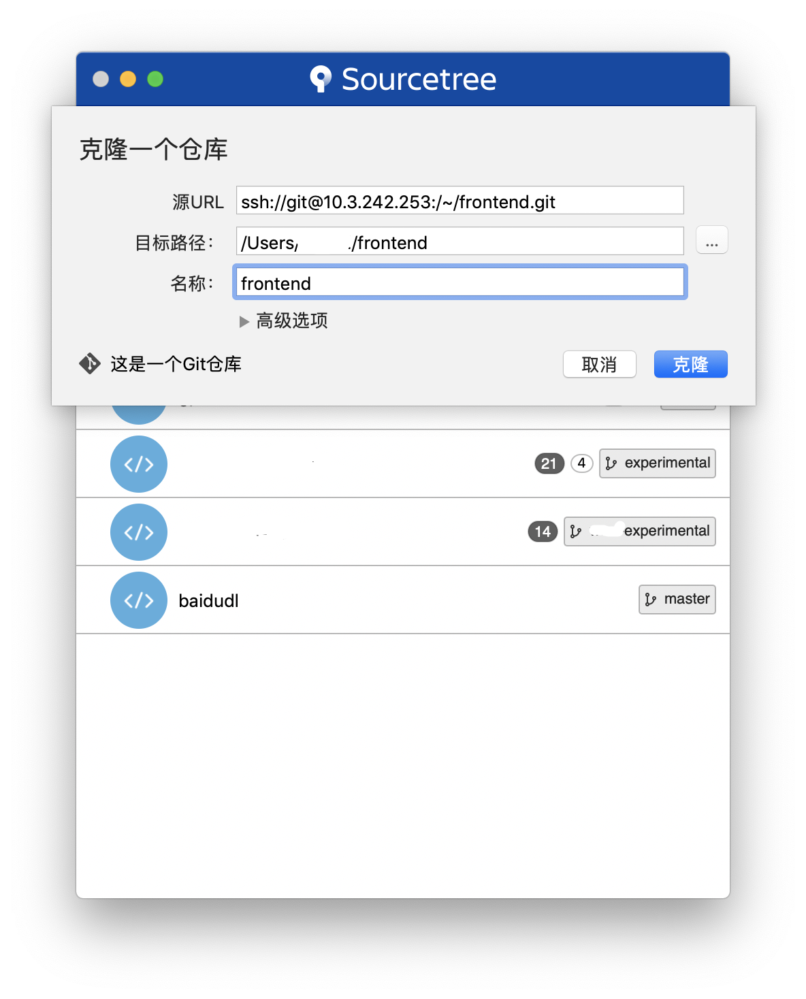 Sourcetree
克隆一个仓库
源URL ssh://git@10.3.242.253:/~/frontend.git
目标路径： /Users/ ./frontend ...
名称： frontend
高级选项
这是一个Git仓库 取消 克隆
</> 21 4 experimental
</> 14 experimental
</> baidudl master